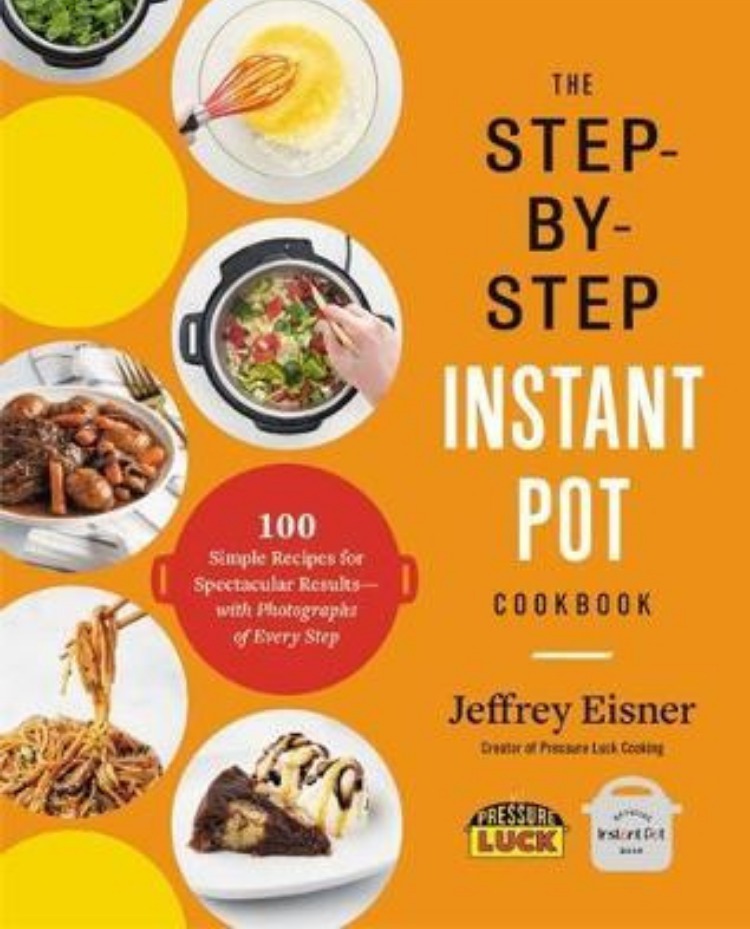 THE
STEP-
BY-
STEP
INSTANT
POT
COOKBOOK
100
Simple Recipes for
Spectacular Results—
with Photographs
of Every Step
Jeffrey Eisner
Creator of Pressure Luck Cooking
PRESSURE
LUCK
Instant Pot